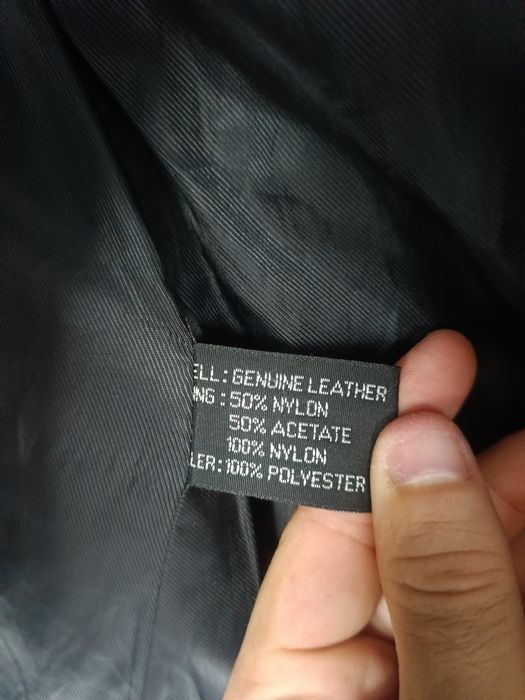 ELL: GENUINE LEATHER
NG: 50% NYLON
50% ACETATE
100% NYLON
LER: 100% POLYESTER